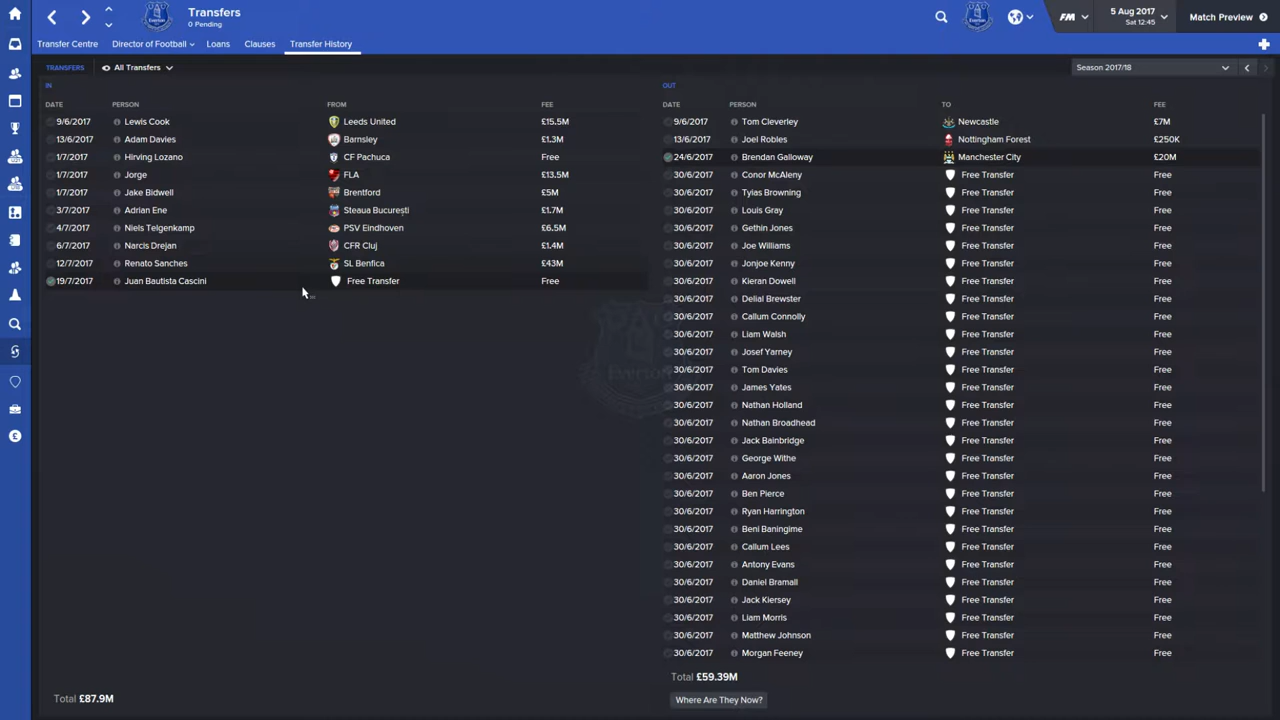 Transfers
0 Pending
FM
5 Aug 2017
Sat 12:45
Match Preview
Transfer Centre
Director of Football
Loans
Clauses
Transfer History
TRANSFERS
All Transfers
Season 2017/18
IN
DATE PERSON FROM FEE
9/6/2017 Lewis Cook Leeds United £15.5M
13/6/2017 Adam Davies Barnsley £1.3M
1/7/2017 Hirving Lozano CF Pachuca Free
1/7/2017 Jorge FLA £13.5M
1/7/2017 Jake Bidwell Brentford £5M
3/7/2017 Adrian Ene Steaua București £1.7M
4/7/2017 Niels Telgenkamp PSV Eindhoven £6.5M
6/7/2017 Narcis Drejan CFR Cluj £1.4M
12/7/2017 Renato Sanches SL Benfica £43M
19/7/2017 Juan Bautista Cascini Free Transfer Free
Total £87.9M
OUT
DATE PERSON TO FEE
9/6/2017 Tom Cleverley Newcastle £7M
13/6/2017 Joel Robles Nottingham Forest £250K
24/6/2017 Brendan Galloway Manchester City £20M
30/6/2017 Conor McAleny Free Transfer Free
30/6/2017 Tyias Browning Free Transfer Free
30/6/2017 Louis Gray Free Transfer Free
30/6/2017 Gethin Jones Free Transfer Free
30/6/2017 Joe Williams Free Transfer Free
30/6/2017 Jonjoe Kenny Free Transfer Free
30/6/2017 Kieran Dowell Free Transfer Free
30/6/2017 Delial Brewster Free Transfer Free
30/6/2017 Callum Connolly Free Transfer Free
30/6/2017 Liam Walsh Free Transfer Free
30/6/2017 Josef Yarney Free Transfer Free
30/6/2017 Tom Davies Free Transfer Free
30/6/2017 James Yates Free Transfer Free
30/6/2017 Nathan Holland Free Transfer Free
30/6/2017 Nathan Broadhead Free Transfer Free
30/6/2017 Jack Bainbridge Free Transfer Free
30/6/2017 George Withe Free Transfer Free
30/6/2017 Aaron Jones Free Transfer Free
30/6/2017 Ben Pierce Free Transfer Free
30/6/2017 Ryan Harrington Free Transfer Free
30/6/2017 Beni Baningime Free Transfer Free
30/6/2017 Callum Lees Free Transfer Free
30/6/2017 Antony Evans Free Transfer Free
30/6/2017 Daniel Bramall Free Transfer Free
30/6/2017 Jack Kiersey Free Transfer Free
30/6/2017 Liam Morris Free Transfer Free
30/6/2017 Matthew Johnson Free Transfer Free
30/6/2017 Morgan Feeney Free Transfer Free
Total £59.39M
Where Are They Now?
Everton